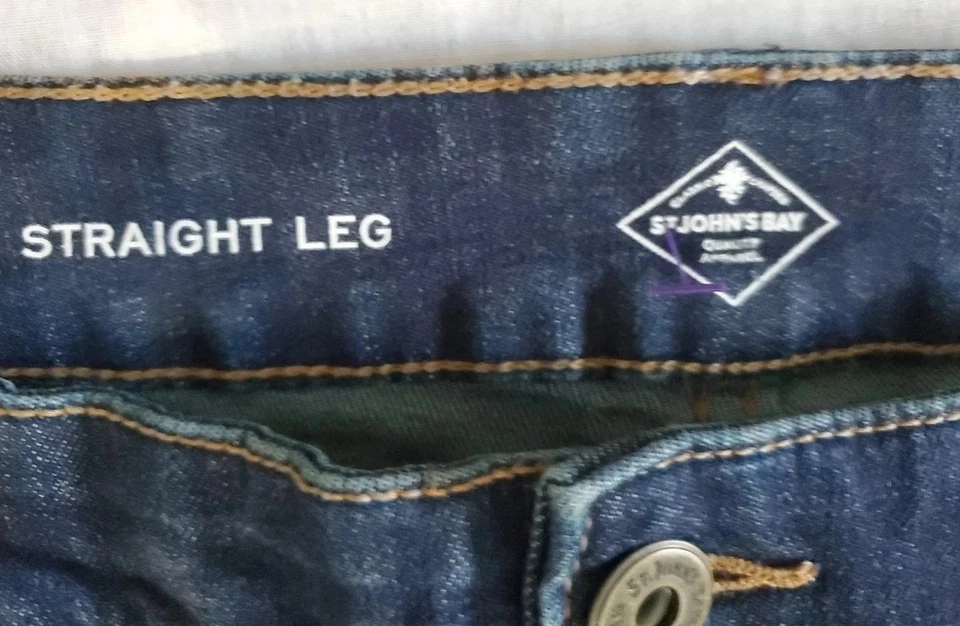 STRAIGHT LEG
ST. JOHN'S BAY
QUALITY
APPAREL